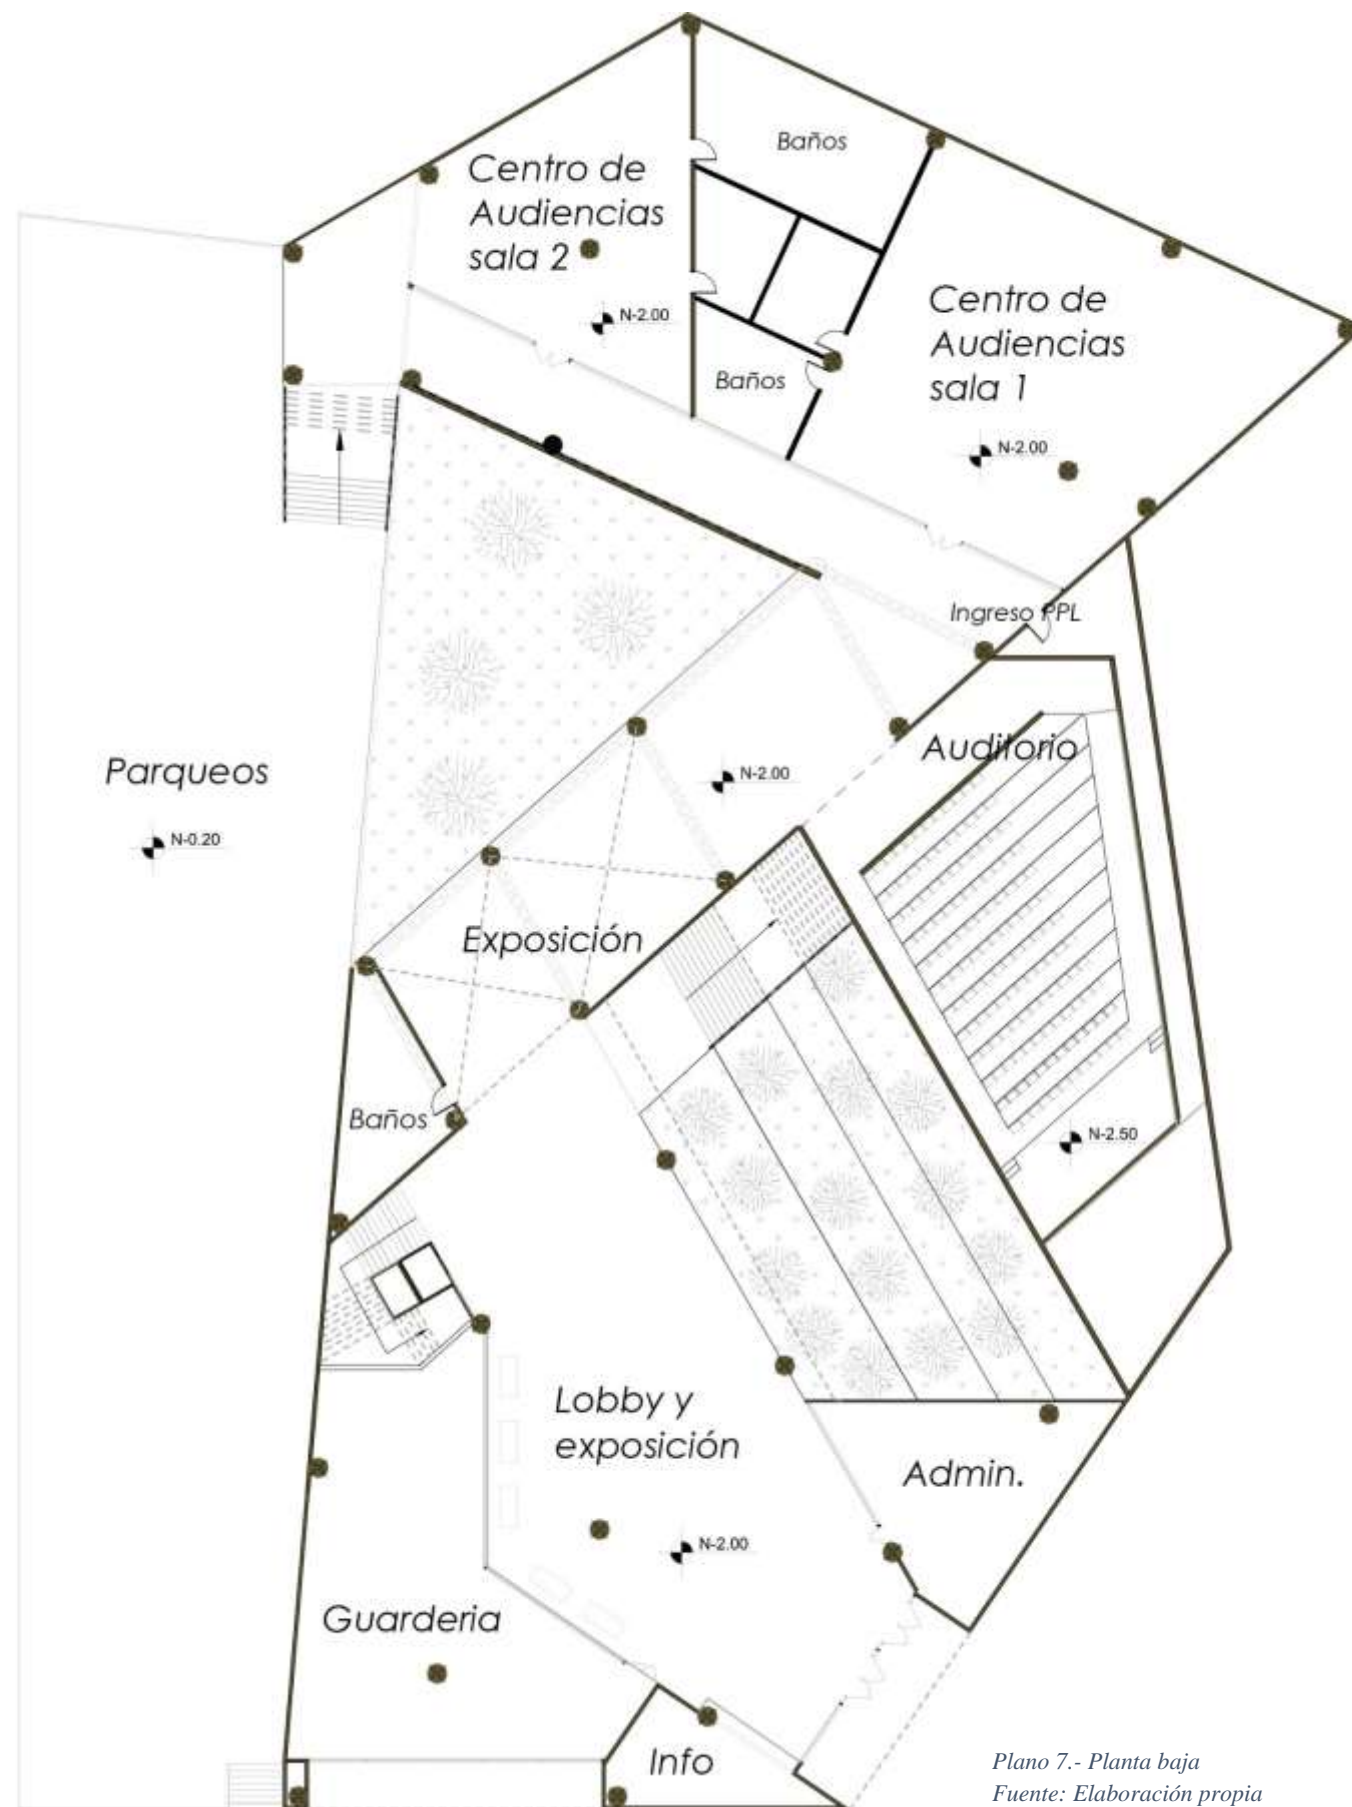 Baños
Centro de
Audiencias
sala 2
N-2.00
Centro de
Audiencias
sala 1
Baños
N-2.00
Ingreso PPL
Auditorio
Parqueos
N-2.00
N-0.20
Exposición
Baños
N-2.50
Lobby y
exposición
Admin.
N-2.00
Guarderia
Info
Plano 7.- Planta baja
Fuente: Elaboración propia